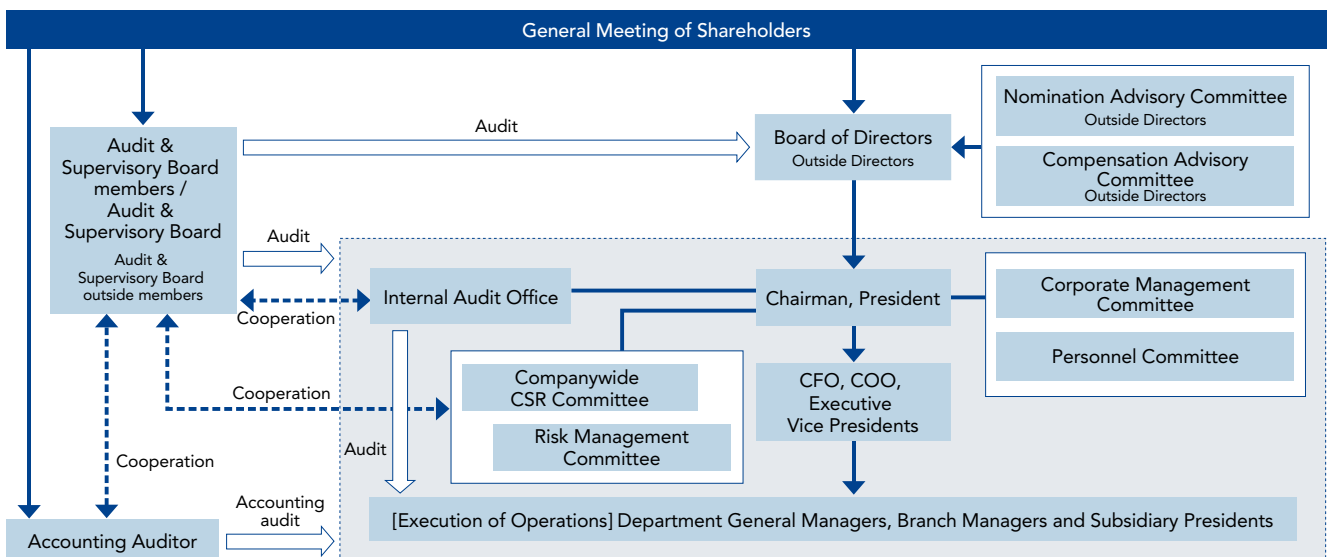 General Meeting of Shareholders
Audit &
Supervisory Board
members /
Audit &
Supervisory Board
Audit &
Supervisory Board
outside members
Audit
Board of Directors
Outside Directors
Nomination Advisory Committee
Outside Directors
Compensation Advisory
Committee
Outside Directors
Audit
Internal Audit Office
Cooperation
Chairman, President
Corporate Management
Committee
Personnel Committee
Cooperation
Companywide
CSR Committee
Risk Management
Committee
CFO, COO,
Executive
Vice Presidents
Cooperation
Audit
Accounting
audit
Accounting Auditor
[Execution of Operations] Department General Managers, Branch Managers and Subsidiary Presidents